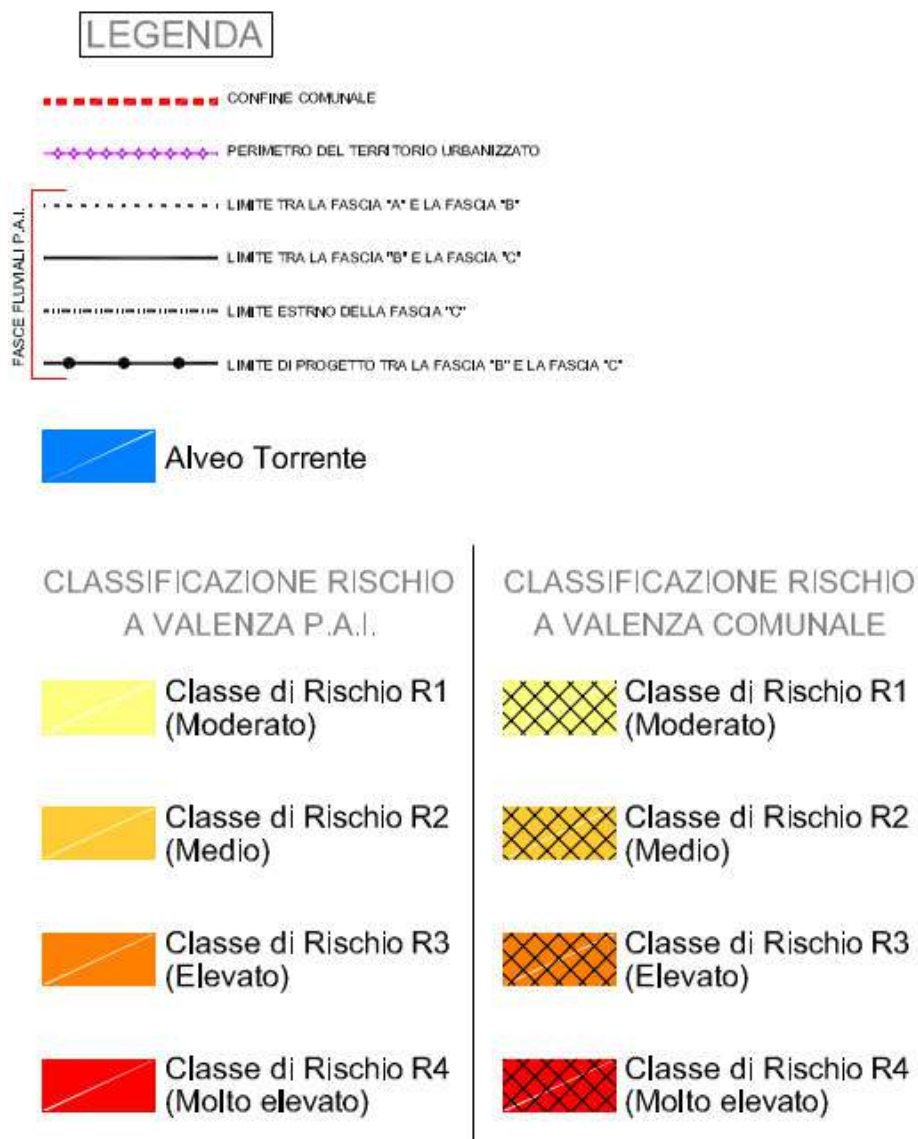 LEGENDA
CONFINE COMUNALE
PERIMETRO DEL TERRITORIO URBANIZZATO
FASCE FLUVIALI P.A.I.
LIMITE TRA LA FASCIA "A" E LA FASCIA "B"
LIMITE TRA LA FASCIA "B" E LA FASCIA "C"
LIMITE ESTRNO DELLA FASCIA "C"
LIMITE DI PROGETTO TRA LA FASCIA "B" E LA FASCIA "C"
Alveo Torrente
CLASSIFICAZIONE RISCHIO
A VALENZA P.A.I.
Classe di Rischio R1
(Moderato)
Classe di Rischio R2
(Medio)
Classe di Rischio R3
(Elevato)
Classe di Rischio R4
(Molto elevato)
CLASSIFICAZIONE RISCHIO
A VALENZA COMUNALE
Classe di Rischio R1
(Moderato)
Classe di Rischio R2
(Medio)
Classe di Rischio R3
(Elevato)
Classe di Rischio R4
(Molto elevato)